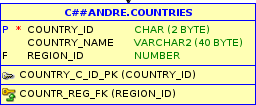 C##ANDRE.COUNTRIES
P * COUNTRY_ID CHAR (2 BYTE)
COUNTRY_NAME VARCHAR2 (40 BYTE)
F REGION_ID NUMBER
COUNTRY_C_ID_PK (COUNTRY_ID)
COUNTR_REG_FK (REGION_ID)